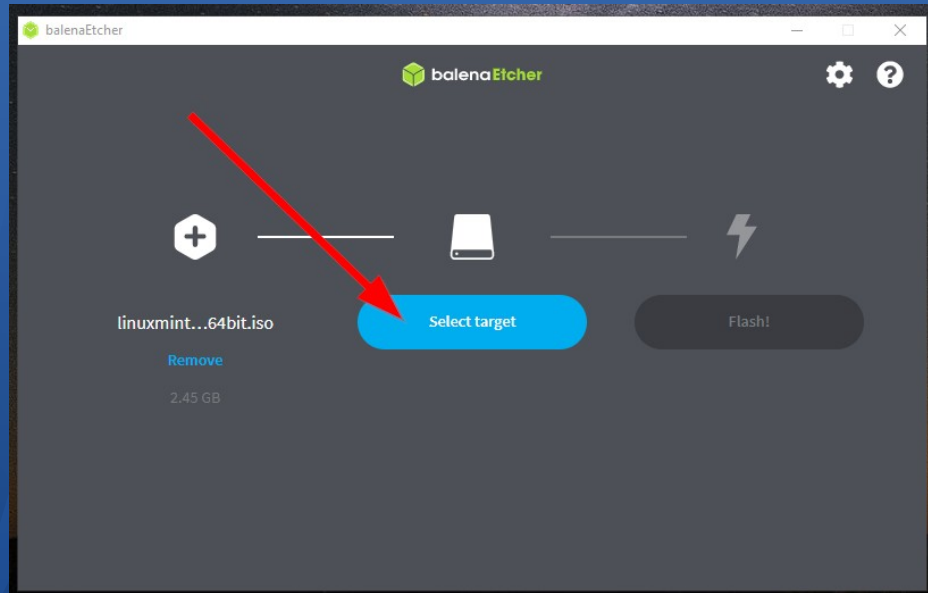 balenaEtcher
balenaEtcher
linuxmint...64bit.iso
Select target
Flash!
Remove
2.45 GB